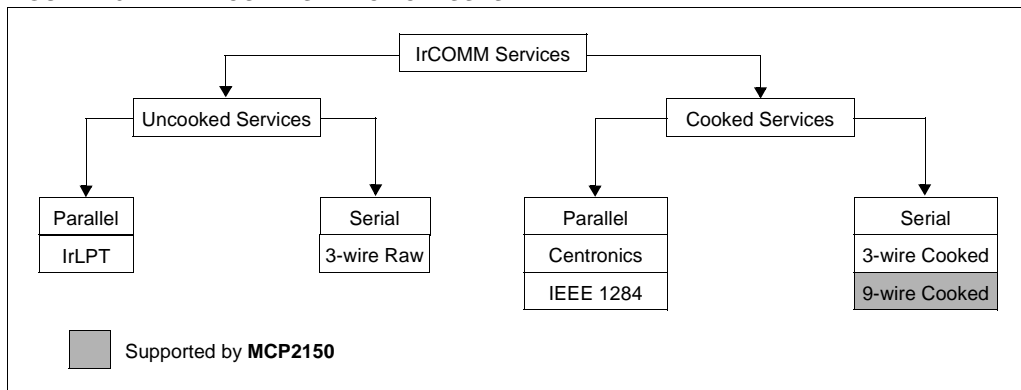 IrCOMM Services
Uncooked Services
Cooked Services
Parallel
IrLPT
Serial
3-wire Raw
Parallel
Centronics
IEEE 1284
Serial
3-wire Cooked
9-wire Cooked
Supported by MCP2150